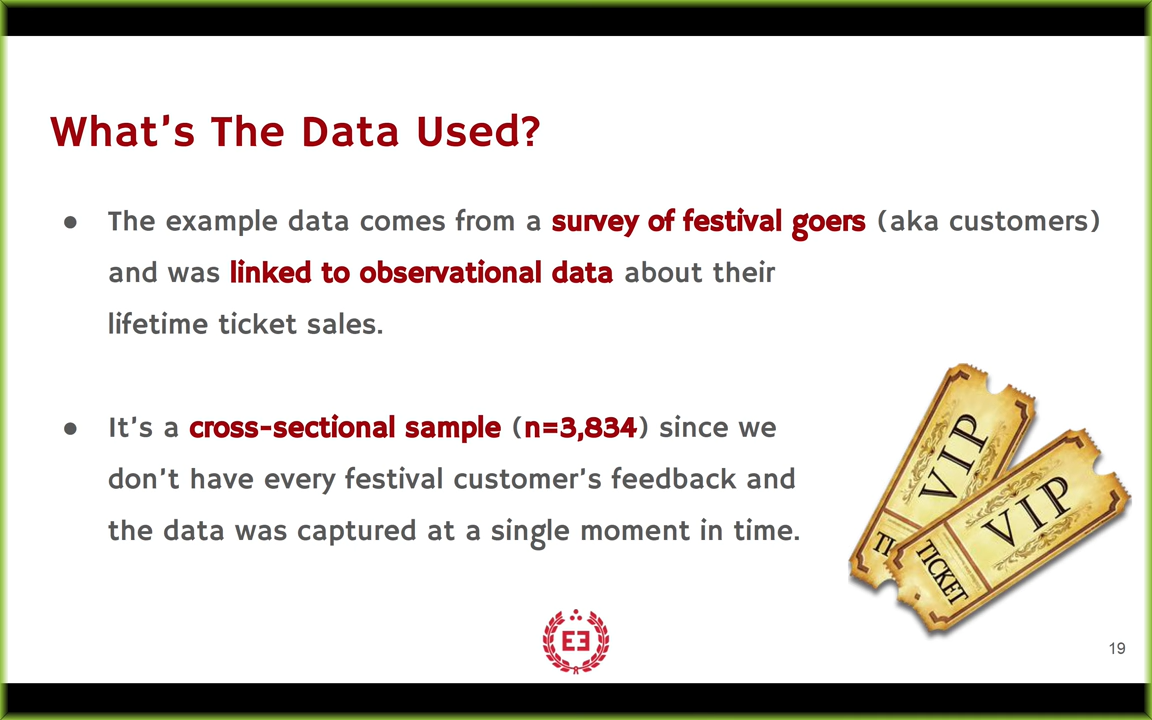 What's The Data Used?
● The example data comes from a survey of festival goers (aka customers)
and was linked to observational data about their
lifetime ticket sales.
● It's a cross-sectional sample (n=3,834) since we
don't have every festival customer's feedback and
the data was captured at a single moment in time.
VIP
TI
VIP
TICKET
EE
19